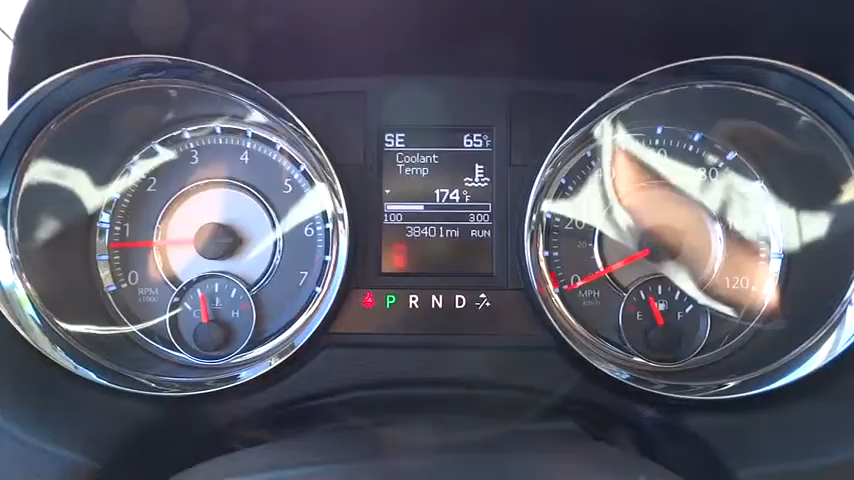 SE 65°F
Coolant
Temp
174°F
100 300
38401mi RUN
P R N D -/+
0 1 2 3 4 5 6 7
RPM
x1000
C H
0 20 120
MPH
km/h
E F